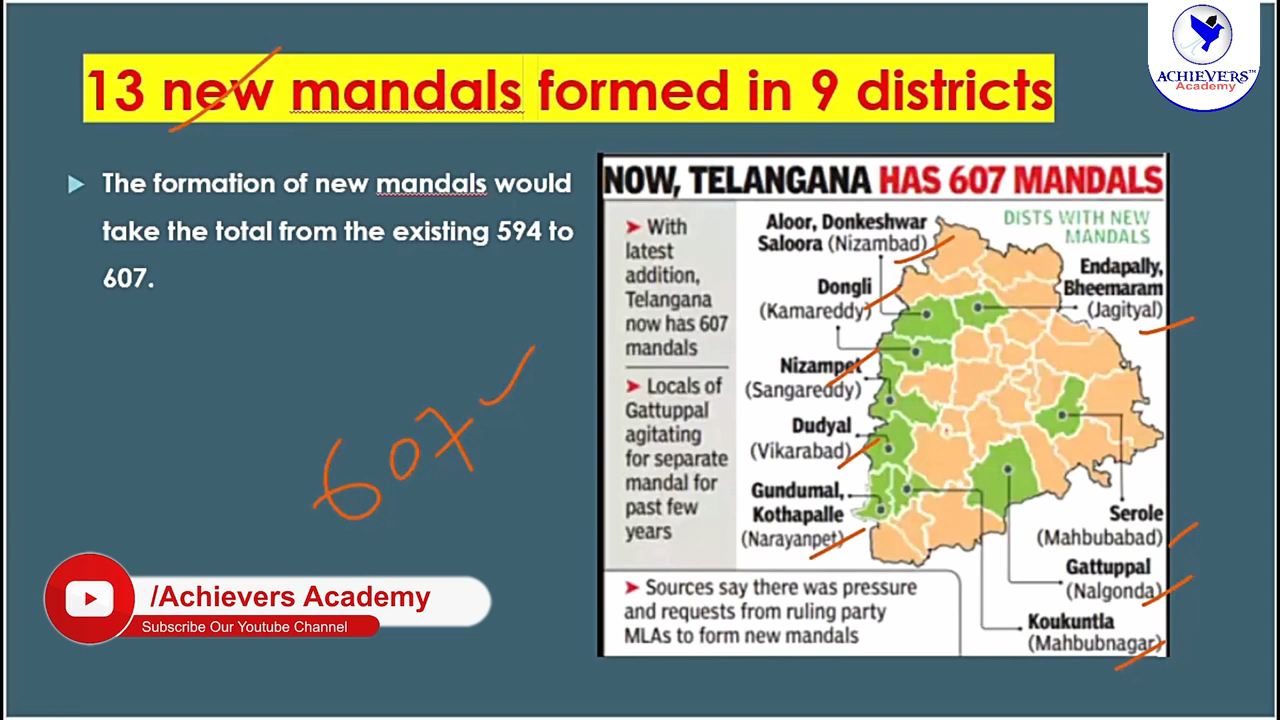 13 new mandals formed in 9 districts
ACHIEVERS™
Academy
The formation of new mandals would
take the total from the existing 594 to
607.
607
NOW, TELANGANA HAS 607 MANDALS
➤ With
latest
addition,
Telangana
now has 607
mandals
➤ Locals of
Gattuppal
agitating
for separate
mandal for
past few
years
DISTS WITH NEW
MANDALS
Aloor, Donkeshwar
Saloora (Nizambad)
Dongli
(Kamareddy)
Nizampet
(Sangareddy)
Dudyal
(Vikarabad)
Gundumal,
Kothapalle
(Narayanpet)
Endapally,
Bheemaram
(Jagityal)
Serole
(Mahbubabad)
Gattuppal
(Nalgonda)
Koukuntla
(Mahbubnagar)
➤ Sources say there was pressure
and requests from ruling party
MLAs to form new mandals
/Achievers Academy
Subscribe Our Youtube Channel